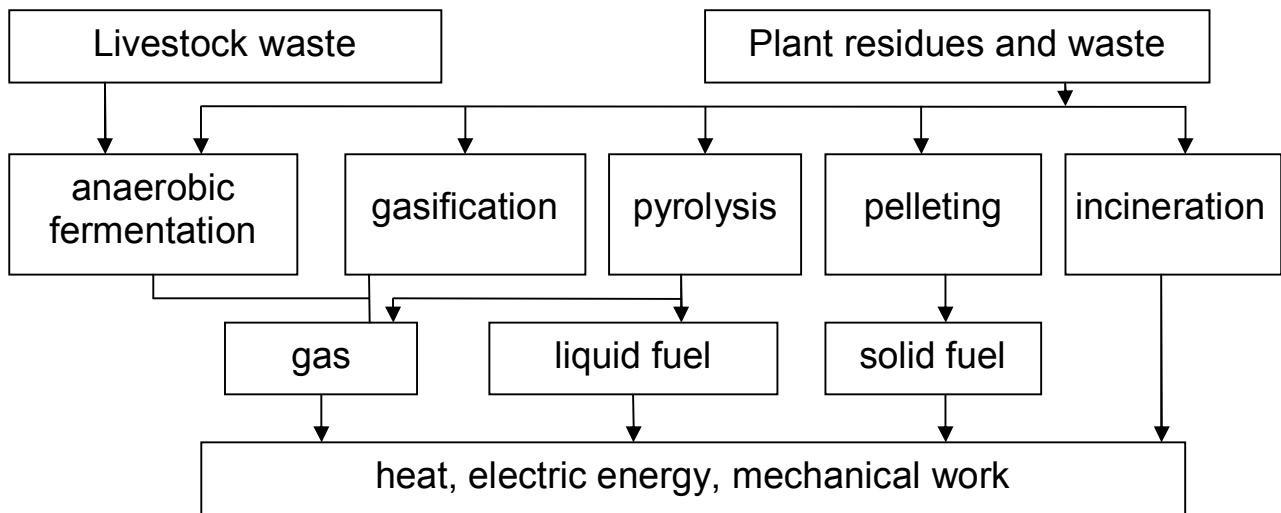 Livestock waste
Plant residues and waste
anaerobic
fermentation
gasification
pyrolysis
pelleting
incineration
gas
liquid fuel
solid fuel
heat, electric energy, mechanical work